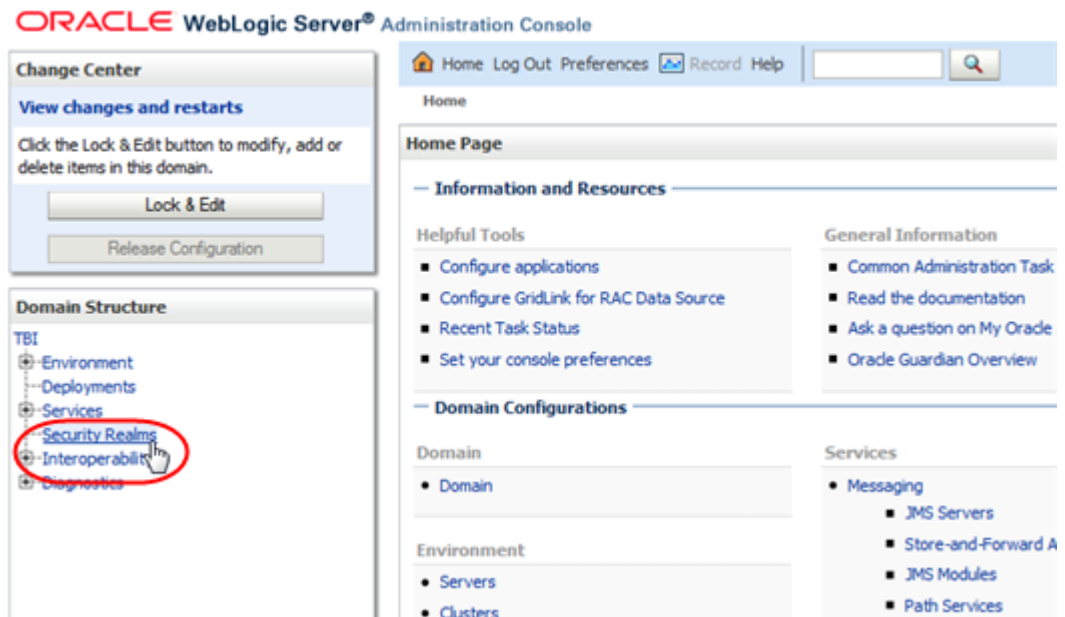 ORACLE WebLogic Server® Administration Console
Change Center
View changes and restarts
Click the Lock & Edit button to modify, add or
delete items in this domain.
Lock & Edit
Release Configuration
Domain Structure
TBI
Environment
Deployments
Services
Security Realms
Interoperabilit
Diagnostics
Home Log Out Preferences Record Help
Home
Home Page
Information and Resources
Helpful Tools
Configure applications
Configure GridLink for RAC Data Source
Recent Task Status
Set your console preferences
General Information
Common Administration Task
Read the documentation
Ask a question on My Oracle
Oracle Guardian Overview
Domain Configurations
Domain
Domain
Environment
Servers
Clusters
Services
Messaging
JMS Servers
Store-and-Forward A
JMS Modules
Path Services